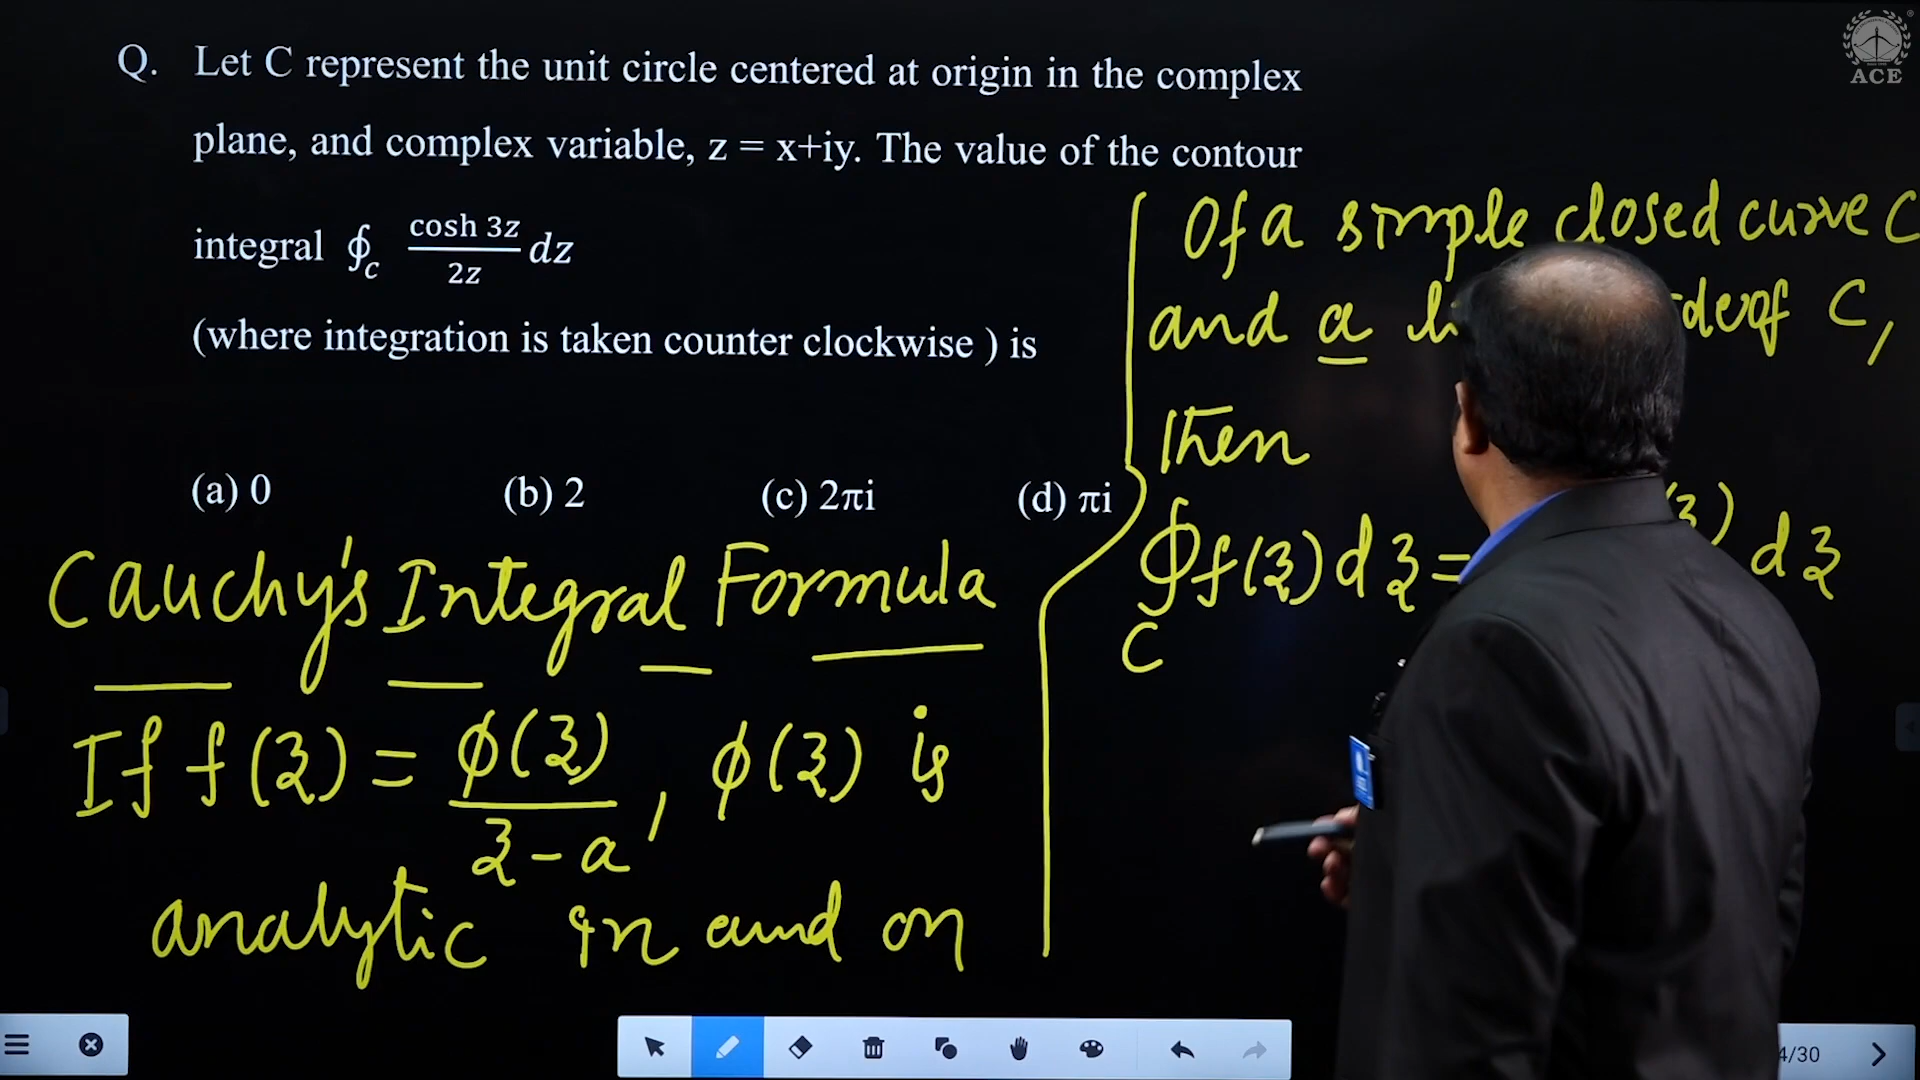 Q. Let C represent the unit circle centered at origin in the complex
plane, and complex variable, z = x+iy. The value of the contour
integral ∮c cosh 3z/2z dz
(where integration is taken counter clockwise ) is
(a) 0 (b) 2 (c) 2πi (d) πi
Cauchy's Integral Formula
If f(z) = φ(z)/z-a, φ(z) is
analytic in and on
Of a simple closed curve C
and a C,
then
∮f(z)dz= dz
C
ACE
4/30